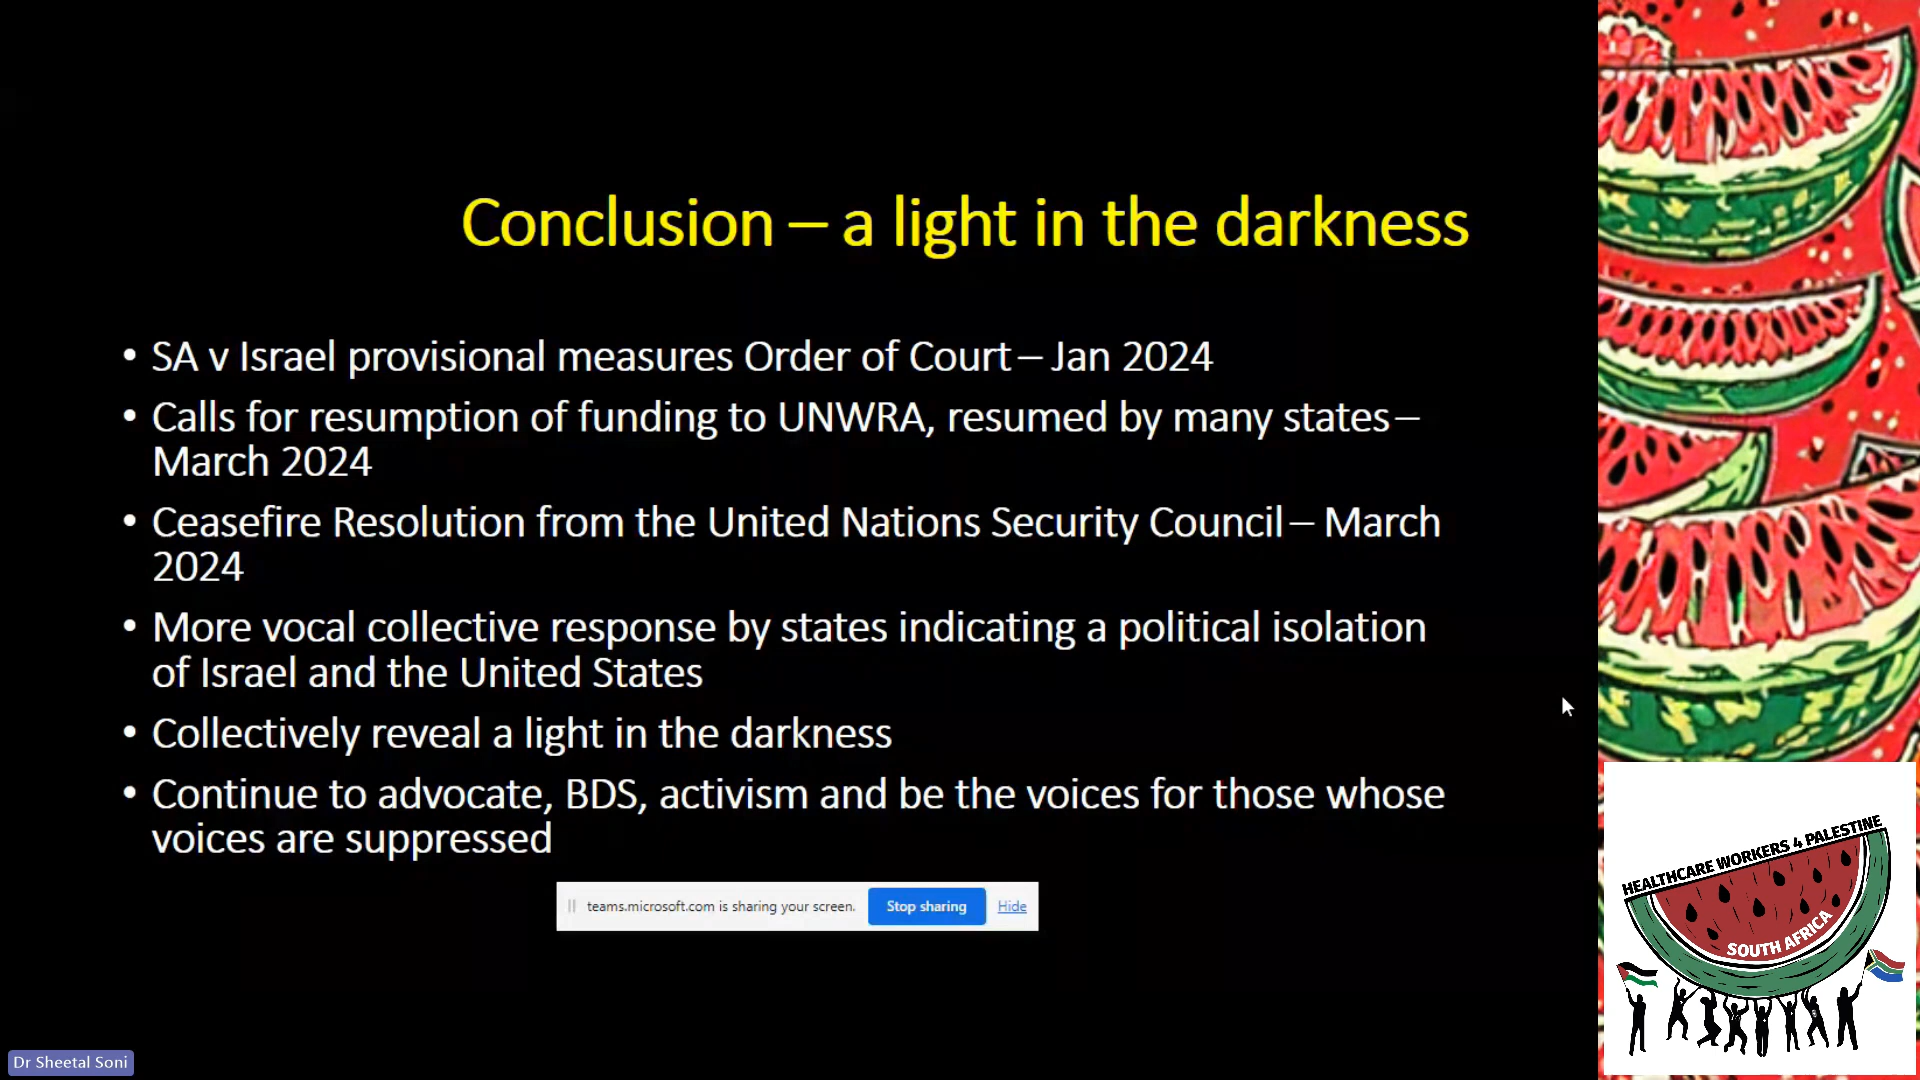 Conclusion – a light in the darkness
• SA v Israel provisional measures Order of Court – Jan 2024
• Calls for resumption of funding to UNWRA, resumed by many states –
March 2024
• Ceasefire Resolution from the United Nations Security Council – March
2024
• More vocal collective response by states indicating a political isolation
of Israel and the United States
• Collectively reveal a light in the darkness
• Continue to advocate, BDS, activism and be the voices for those whose
voices are suppressed
teams.microsoft.com is sharing your screen. Stop sharing Hide
HEALTHCARE WORKERS 4 PALESTINE
SOUTH AFRICA
Dr Sheetal Soni